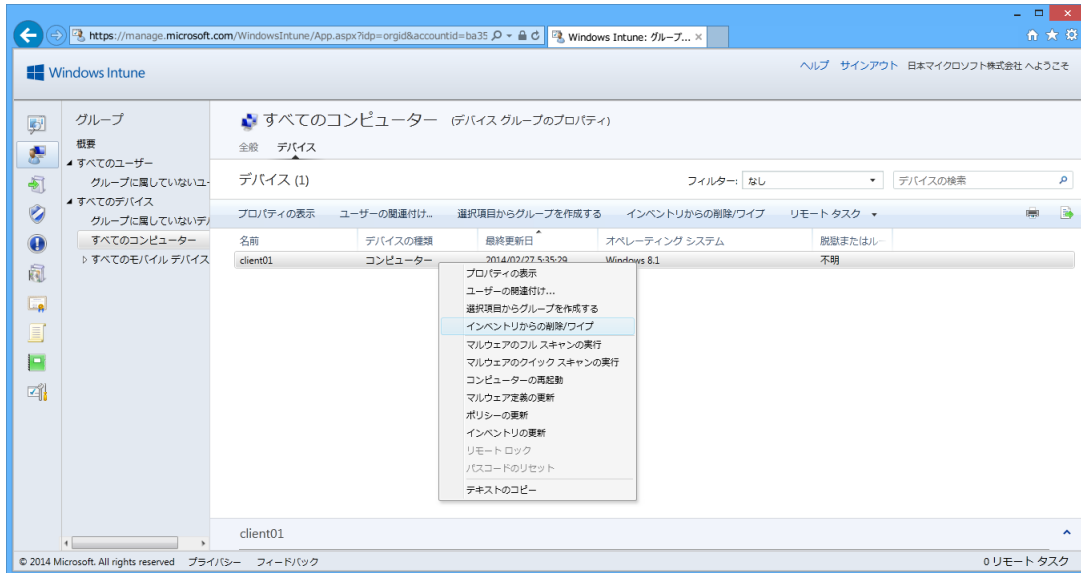 https://manage.microsoft.com/WindowsIntune/App.aspx?idp=orgid&accountid=ba35
Windows Intune: グループ...
Windows Intune
ヘルプ サインアウト 日本マイクロソフト株式会社 へようこそ
グループ
概要
すべてのユーザー
グループに属していないユー
すべてのデバイス
グループに属していないデバ
すべてのコンピューター
すべてのモバイル デバイス
すべてのコンピューター (デバイス グループのプロパティ)
全般 デバイス
デバイス (1)
フィルター: なし
デバイスの検索
プロパティの表示 ユーザーの関連付け... 選択項目からグループを作成する インベントリからの削除/ワイプ リモート タスク
名前 デバイスの種類 最終更新日 オペレーティング システム 脱獄またはルー
client01 コンピューター 2014/02/27 5:35:29 Windows 8.1 不明
プロパティの表示
ユーザーの関連付け...
選択項目からグループを作成する
インベントリからの削除/ワイプ
マルウェアのフル スキャンの実行
マルウェアのクイック スキャンの実行
コンピューターの再起動
マルウェア定義の更新
ポリシーの更新
インベントリの更新
リモート ロック
パスコードのリセット
テキストのコピー
client01
© 2014 Microsoft. All rights reserved プライバシー フィードバック
0 リモート タスク